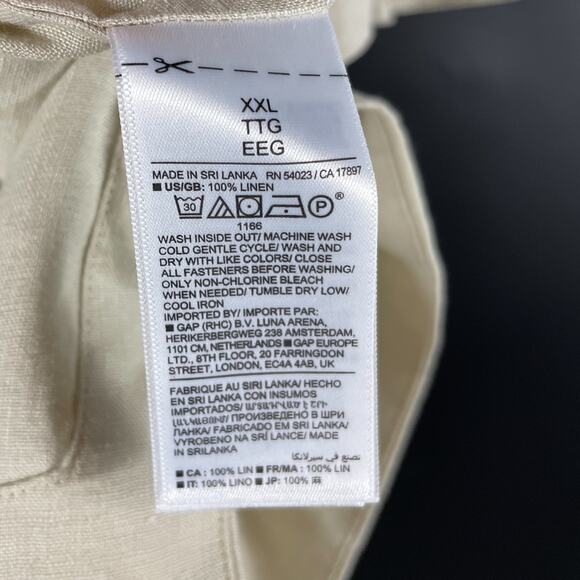 XXL
TTG
EEG
MADE IN SRI LANKA RN 54023 / CA 17897
■ US/GB: 100% LINEN
30 P ®
1166
WASH INSIDE OUT/ MACHINE WASH
COLD GENTLE CYCLE/ WASH AND
DRY WITH LIKE COLORS/ CLOSE
ALL FASTENERS BEFORE WASHING/
ONLY NON-CHLORINE BLEACH
WHEN NEEDED/ TUMBLE DRY LOW/
COOL IRON
IMPORTED BY/ IMPORTE PAR:
■ GAP (RHC) B.V. LUNA ARENA,
HERIKERBERGWEG 238 AMSTERDAM,
1101 CM, NETHERLANDS ■ GAP EUROPE
LTD., 8TH FLOOR, 20 FARRINGDON
STREET, LONDON, EC4A 4AB, UK
FABRIQUE AU SIRI LANKA/ HECHO
EN SRI LANKA CON INSUMOS
IMPORTADOS/
ПРОИЗВЕДЕНО В ШРИ
ЛАНКА/ FABRICADO EM SRI LANKA/
VYROBENO NA SRÍ LANCE/ MADE
IN SRILANKA
صنع في سيرلانكا
■ CA : 100% LIN ■ FR/MA : 100% LIN
■ IT: 100% LINO ■ JP: 100% 麻